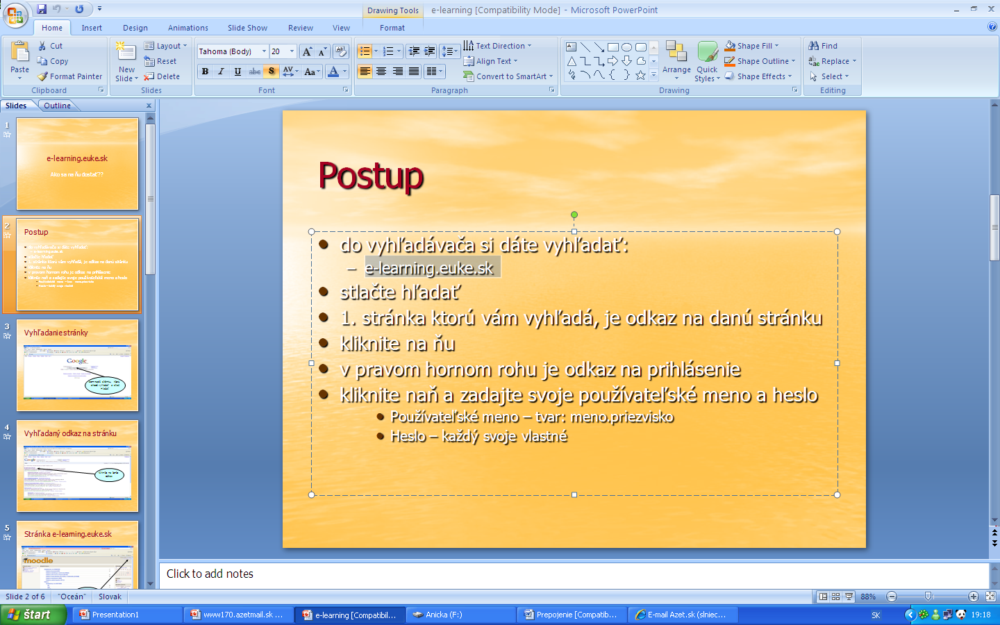 Drawing Tools
e-learning [Compatibility Mode] - Microsoft PowerPoint
Home Insert Design Animations Slide Show Review View Format
Paste
Cut
Copy
Format Painter
Clipboard
New Slide
Layout
Reset
Delete
Slides
Tahoma (Body) 20
B I U abc S AV Aa A
Font
Text Direction
Align Text
Convert to SmartArt
Paragraph
Arrange
Quick Styles
Shape Fill
Shape Outline
Shape Effects
Drawing
Find
Replace
Select
Editing
Slides Outline x
1
e-learning.euke.sk
Ako sa na ňu dostať??
2
Postup
3
Vyhľadanie stránky
Google
4
Vyhľadaný odkaz na stránku
Google
5
Stránka e-learning.euke.sk
moodle
Postup
do vyhľadávača si dáte vyhľadať:
– e-learning.euke.sk
stlačte hľadať
1. stránka ktorú vám vyhľadá, je odkaz na danú stránku
kliknite na ňu
v pravom hornom rohu je odkaz na prihlásenie
kliknite naň a zadajte svoje používateľské meno a heslo
Používateľské meno – tvar: meno.priezvisko
Heslo – každý svoje vlastné
Click to add notes
Slide 2 of 6 "Oceán" Slovak 88%
štart Presentation1 www170.azetmail.sk ... e-learning [Compatibil... Anicka (F:) Prepojenie [Compatib... E-mail Azet.sk (slniec... SK 19:18